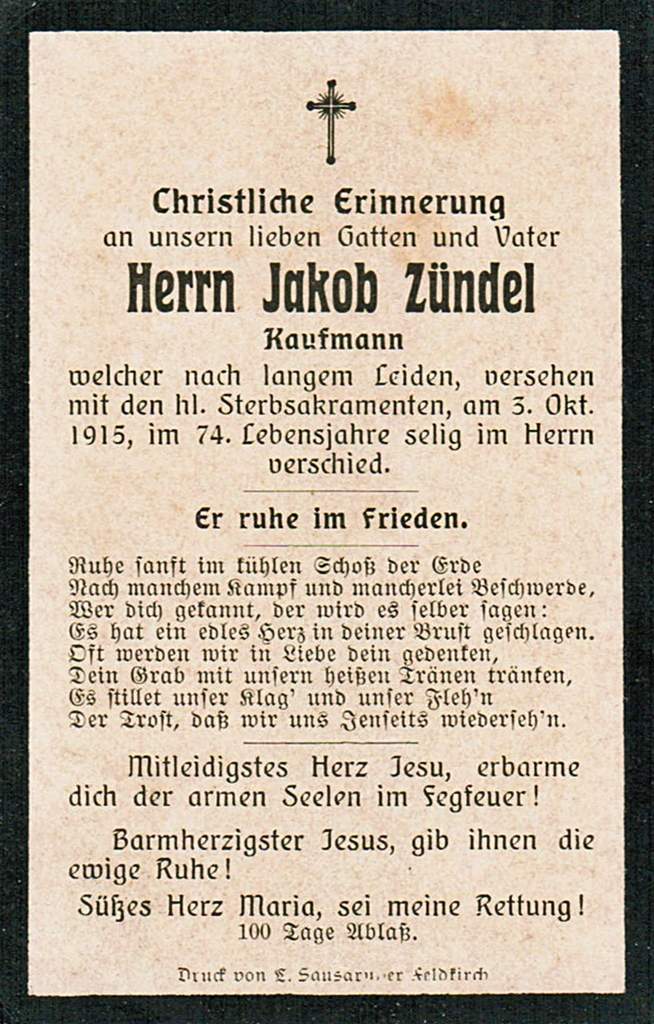 Christliche Erinnerung
an unsern lieben Gatten und Vater
Herrn Jakob Zündel
Kaufmann
welcher nach langem Leiden, versehen
mit den hl. Sterbsakramenten, am 3. Okt.
1915, im 74. Lebensjahre selig im Herrn
verschied.
Er ruhe im Frieden.
Ruhe sanft im kühlen Schoß der Erde
Nach manchem Kampf und mancherlei Beschwerde,
Wer dich gekannt, der wird es selber sagen:
Es hat ein edles Herz in deiner Brust geschlagen.
Oft werden wir in Liebe dein gedenken,
Dein Grab mit unsern heißen Tränen tränken,
Es stillet unser Klag' und unser Fleh'n
Der Trost, daß wir uns Jenseits wiederseh'n.
Mitleidigstes Herz Jesu, erbarme
dich der armen Seelen im Fegfeuer!
Barmherzigster Jesus, gib ihnen die
ewige Ruhe!
Süßes Herz Maria, sei meine Rettung!
100 Tage Ablaß.
Druck von L. Feldkirch